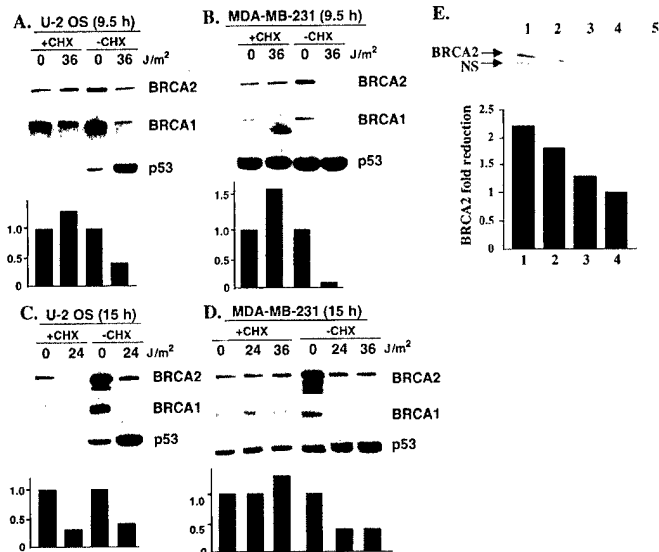 A. U-2 OS (9.5 h)
+CHX -CHX
0 36 0 36 J/m²
BRCA2
BRCA1
p53
1.0
0.5
0
B. MDA-MB-231 (9.5 h)
+CHX -CHX
0 36 0 36
BRCA2
BRCA1
p53
1.5
1.0
0.5
0
C. U-2 OS (15 h)
+CHX -CHX
0 24 0 24 J/m²
BRCA2
BRCA1
p53
1.0
0.5
0
D. MDA-MB-231 (15 h)
+CHX -CHX
0 24 36 0 24 36 J/m²
BRCA2
BRCA1
p53
1.0
0.5
0
E.
1 2 3 4 5
BRCA2
NS
BRCA2 fold reduction
2.5
2
1.5
1
0.5
0
1 2 3 4